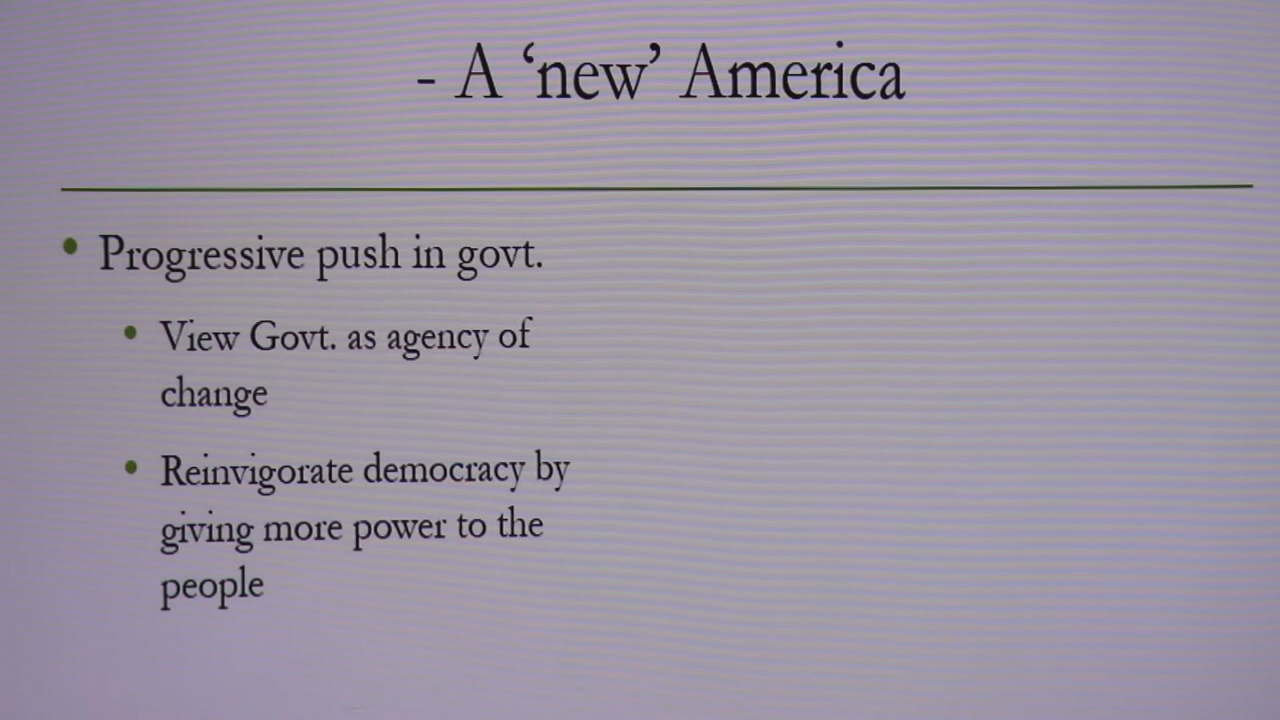 - A ‘new’ America
• Progressive push in govt.
• View Govt. as agency of
change
• Reinvigorate democracy by
giving more power to the
people